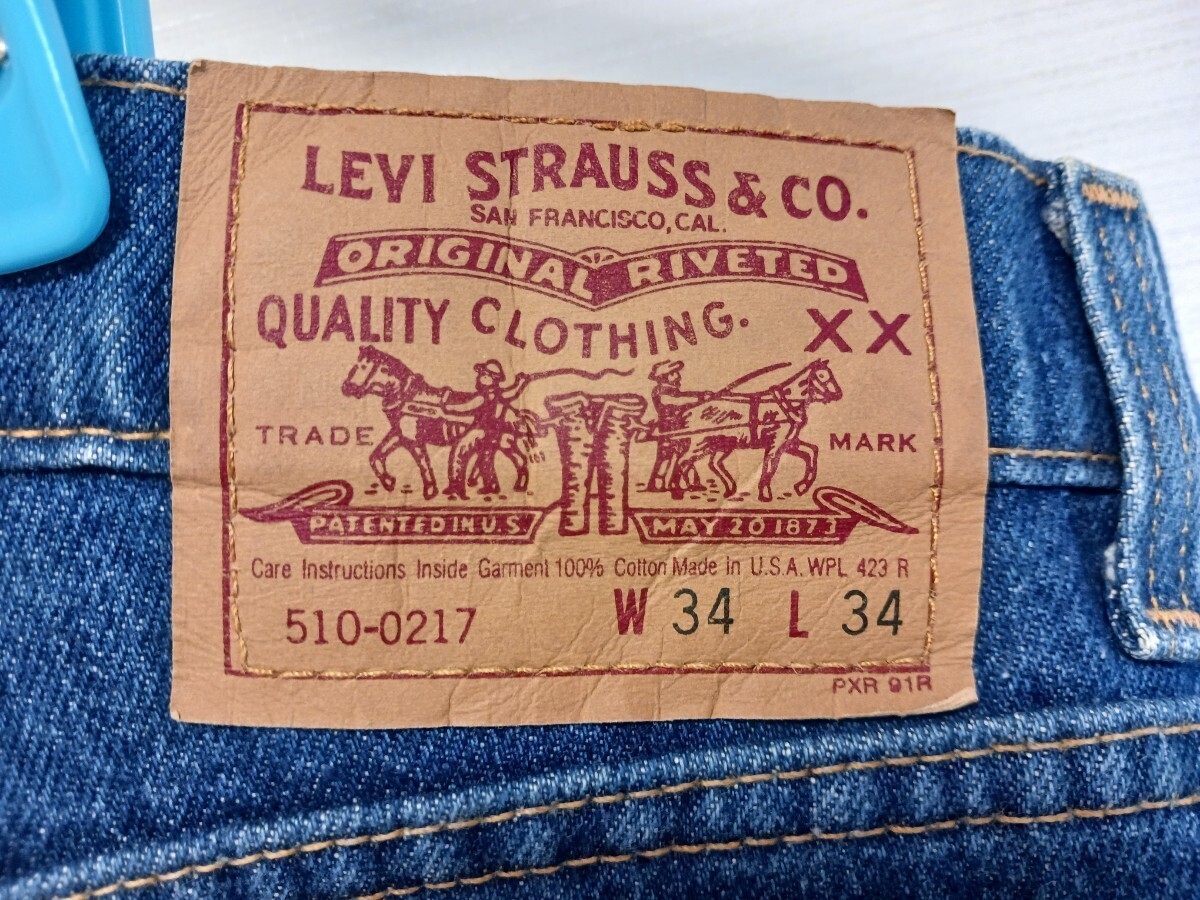 LEVI STRAUSS & CO.
SAN FRANCISCO, CAL.
ORIGINAL RIVETED
QUALITY CLOTHING. XX
TRADE MARK
PATENTED IN U.S. MAY 20 1873
Care Instructions Inside Garment 100% Cotton Made in U.S.A. WPL 423 R
510-0217 W 34 L 34
PXR 91R